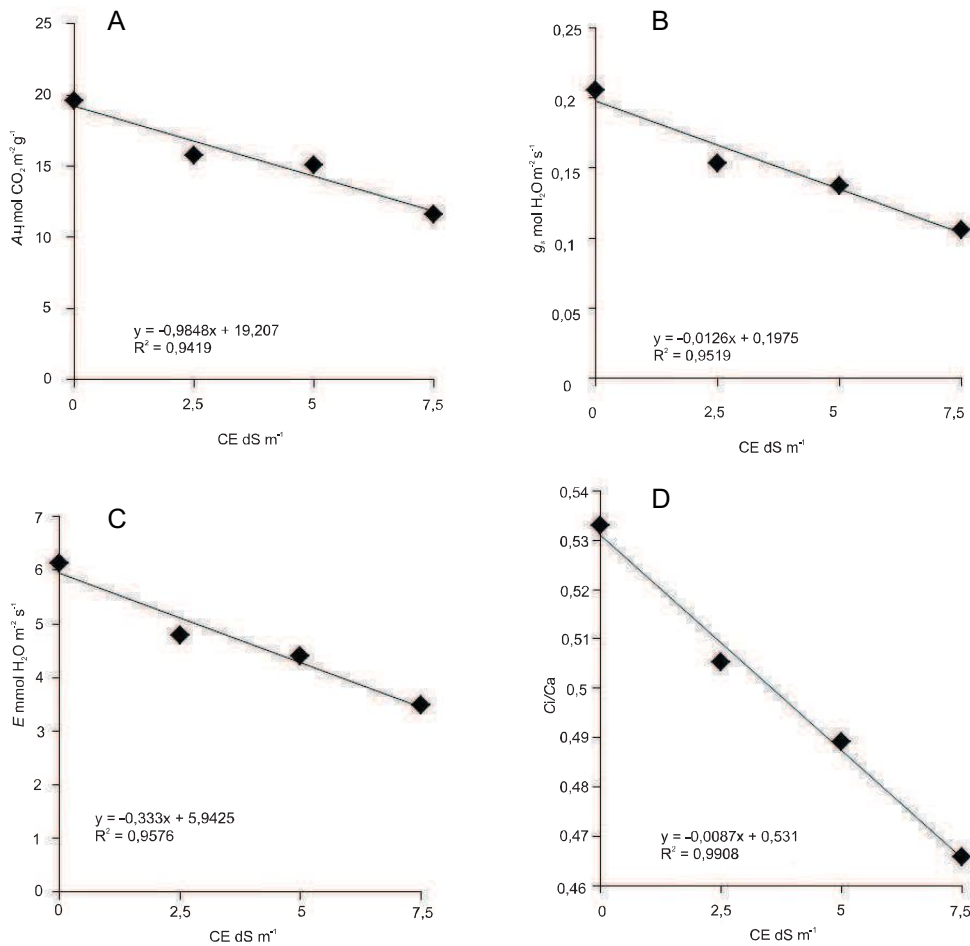 A
25
20
15
10
5
0
A μmol CO₂ m⁻² g⁻¹
y = -0,9848x + 19,207
R² = 0,9419
0 2,5 5 7,5
CE dS m⁻¹
B
0,25
0,2
0,15
0,1
0,05
0
gₛ mol H₂O m⁻² s⁻¹
y = -0,0126x + 0,1975
R² = 0,9519
0 2,5 5 7,5
CE dS m⁻¹
C
7
6
5
4
3
2
1
0
E mmol H₂O m⁻² s⁻¹
y = -0,333x + 5,9425
R² = 0,9576
0 2,5 5 7,5
CE dS m⁻¹
D
0,54
0,53
0,52
0,51
0,5
0,49
0,48
0,47
0,46
Ci/Ca
y = -0,0087x + 0,531
R² = 0,9908
0 2,5 5 7,5
CE dS m⁻¹